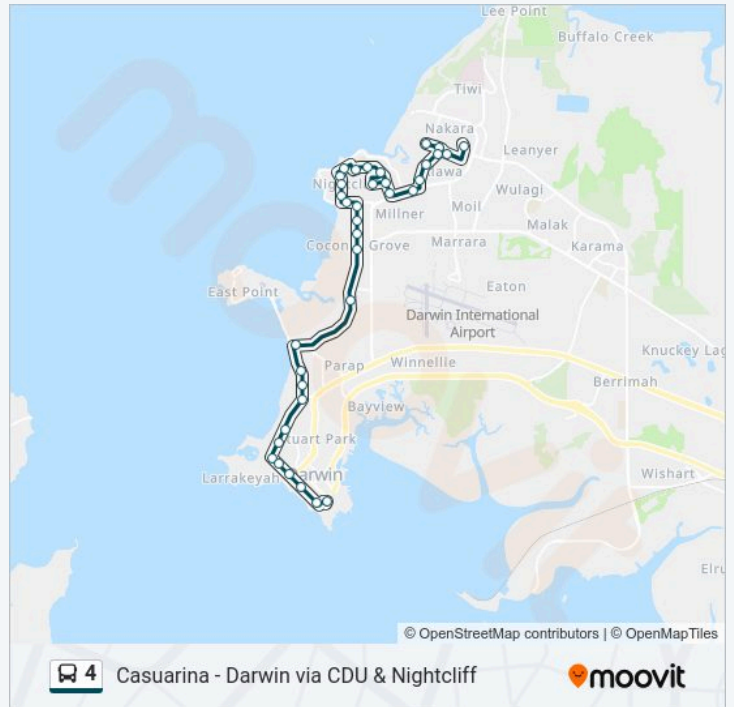 Lee Point
Buffalo Creek
Tiwi
Nakara
Leanyer
Wulagi
Millner
Moil
Malak
Coconut Grove
Marrara
Karama
East Point
Eaton
Darwin International
Airport
Knuckey Lag
Parap
Winnellie
Berrimah
Bayview
Stuart Park
Wishart
Larrakeyah
Darwin
Elru
© OpenStreetMap contributors | © OpenMapTiles
4 Casuarina - Darwin via CDU & Nightcliff
moovit